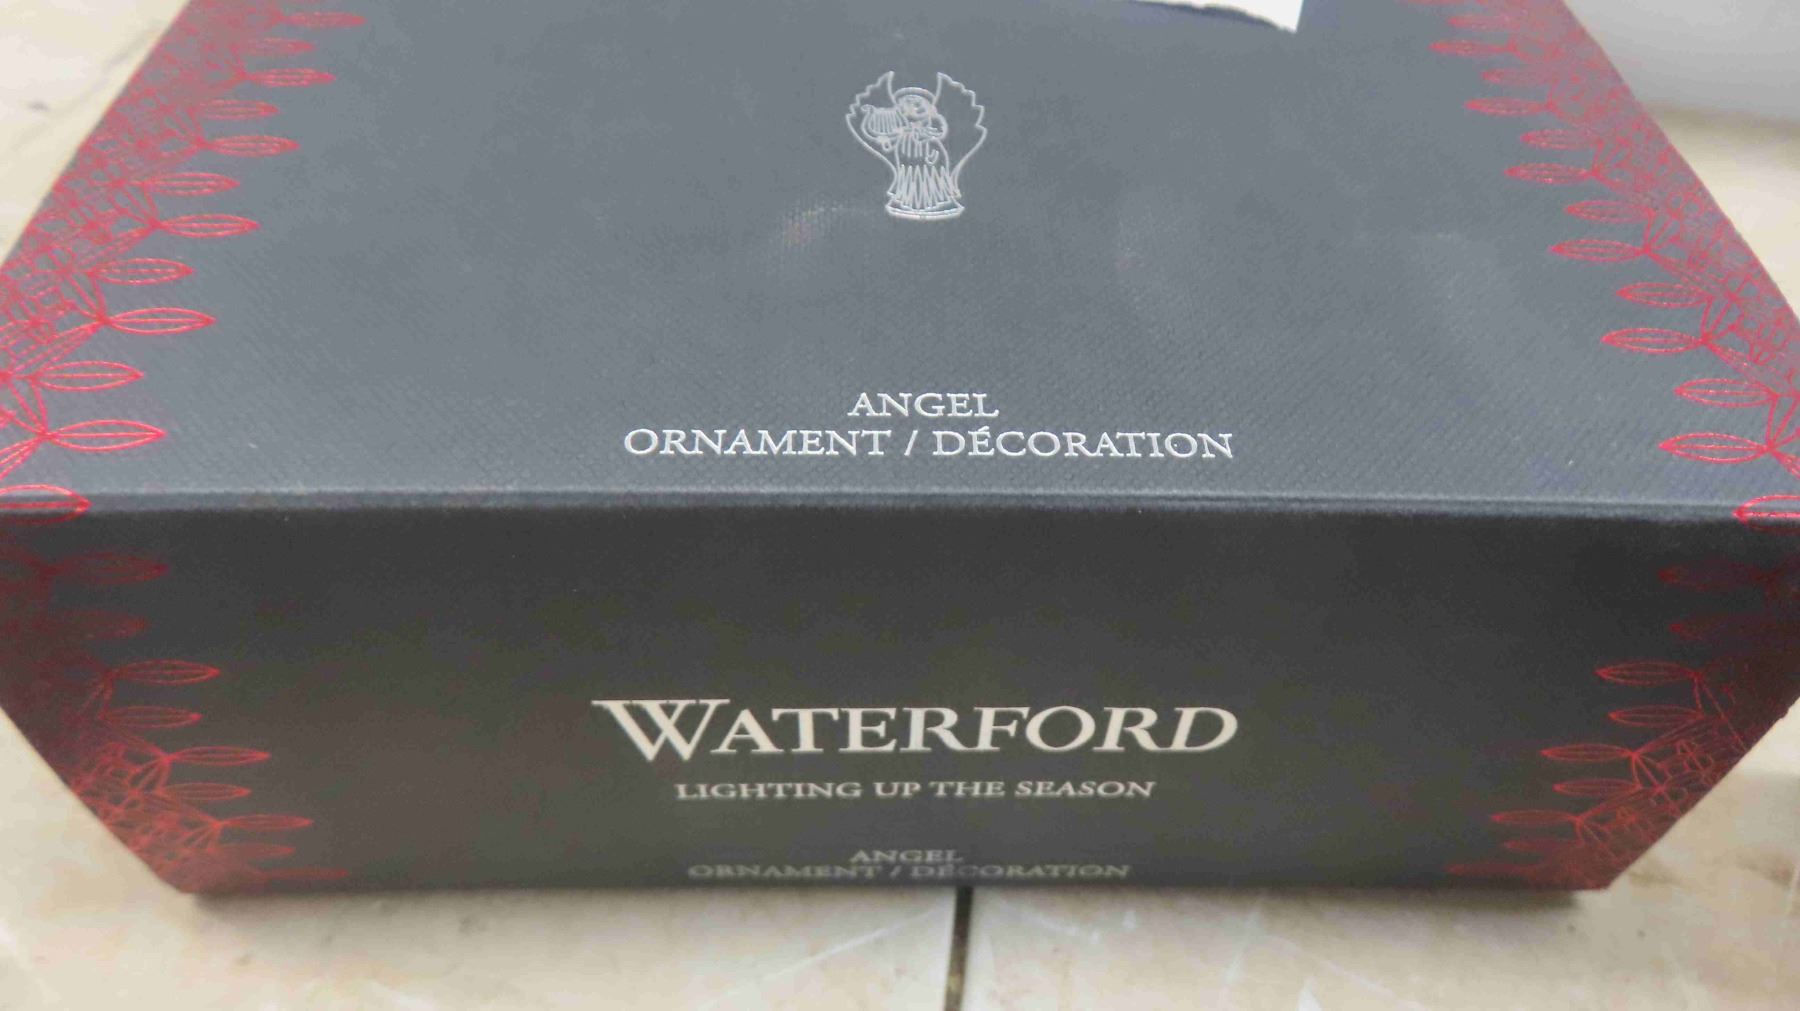 ANGEL
ORNAMENT / DÉCORATION
WATERFORD
LIGHTING UP THE SEASON
ANGEL
ORNAMENT / DÉCORATION